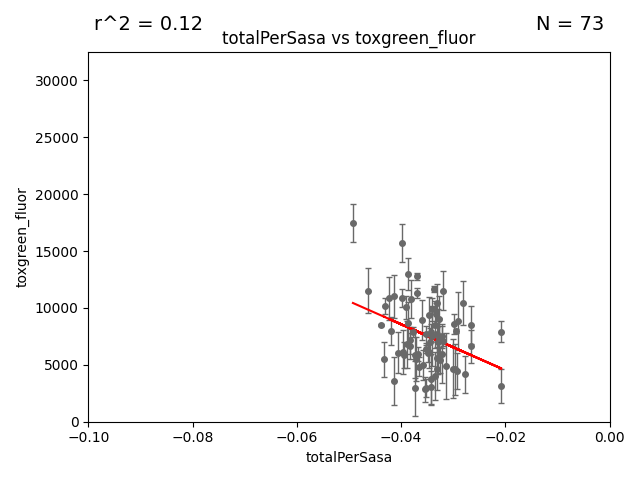 r^2 = 0.12
N = 73
totalPerSasa vs toxgreen_fluor
30000
25000
20000
15000
10000
5000
0
toxgreen_fluor
−0.10
−0.08
−0.06
−0.04
−0.02
0.00
totalPerSasa